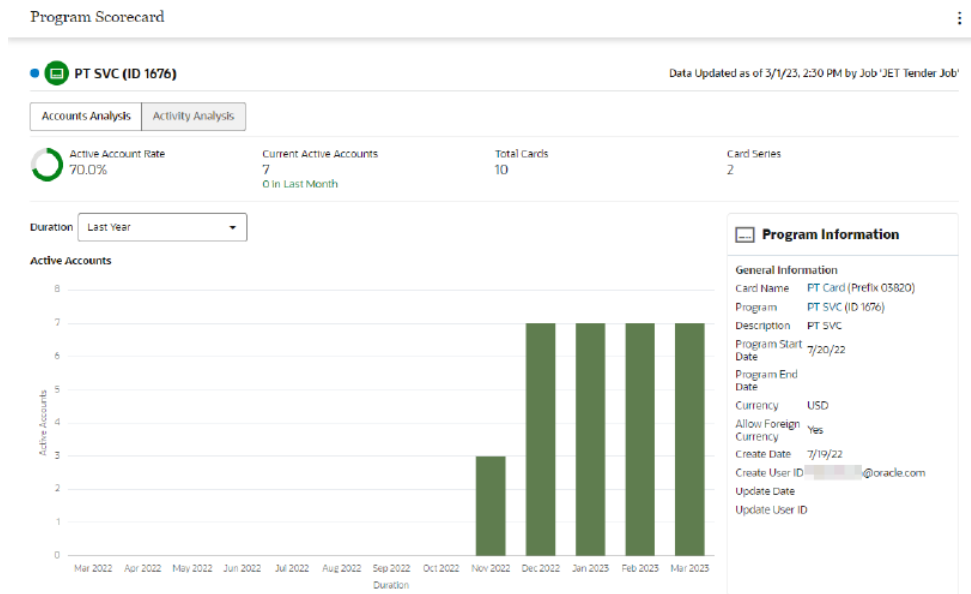 Program Scorecard
PT SVC (ID 1676)
Data Updated as of 3/1/23, 2:30 PM by Job 'JET Tender Job'
Accounts Analysis
Activity Analysis
Active Account Rate
70.0%
Current Active Accounts
7
0 In Last Month
Total Cards
10
Card Series
2
Duration
Last Year
Active Accounts
8
7
6
5
4
3
2
1
0
Active Accounts
Mar 2022 Apr 2022 May 2022 Jun 2022 Jul 2022 Aug 2022 Sep 2022 Oct 2022 Nov 2022 Dec 2022 Jan 2023 Feb 2023 Mar 2023
Duration
Program Information
General Information
Card Name PT Card (Prefix 03820)
Program PT SVC (ID 1676)
Description PT SVC
Program Start
Date 7/20/22
Program End
Date
Currency USD
Allow Foreign
Currency Yes
Create Date 7/19/22
Create User ID @oracle.com
Update Date
Update User ID